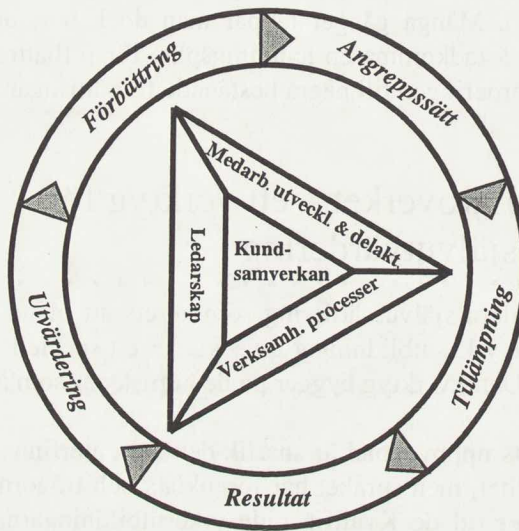 Förbättring
Angreppssätt
Medarb. utveckl. & delakt.
Ledarskap
Kund-
samverkan
Verksamh. processer
Utvärdering
Tillämpning
Resultat